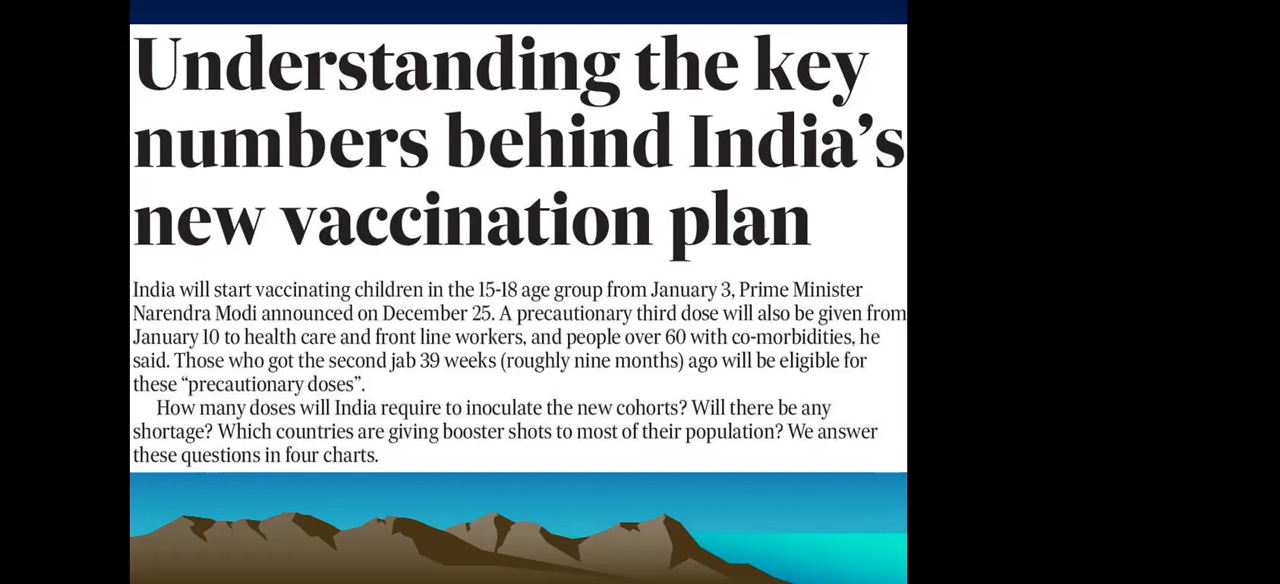 Understanding the key
numbers behind India’s
new vaccination plan
India will start vaccinating children in the 15-18 age group from January 3, Prime Minister
Narendra Modi announced on December 25. A precautionary third dose will also be given from
January 10 to health care and front line workers, and people over 60 with co-morbidities, he
said. Those who got the second jab 39 weeks (roughly nine months) ago will be eligible for
these “precautionary doses”.
How many doses will India require to inoculate the new cohorts? Will there be any
shortage? Which countries are giving booster shots to most of their population? We answer
these questions in four charts.